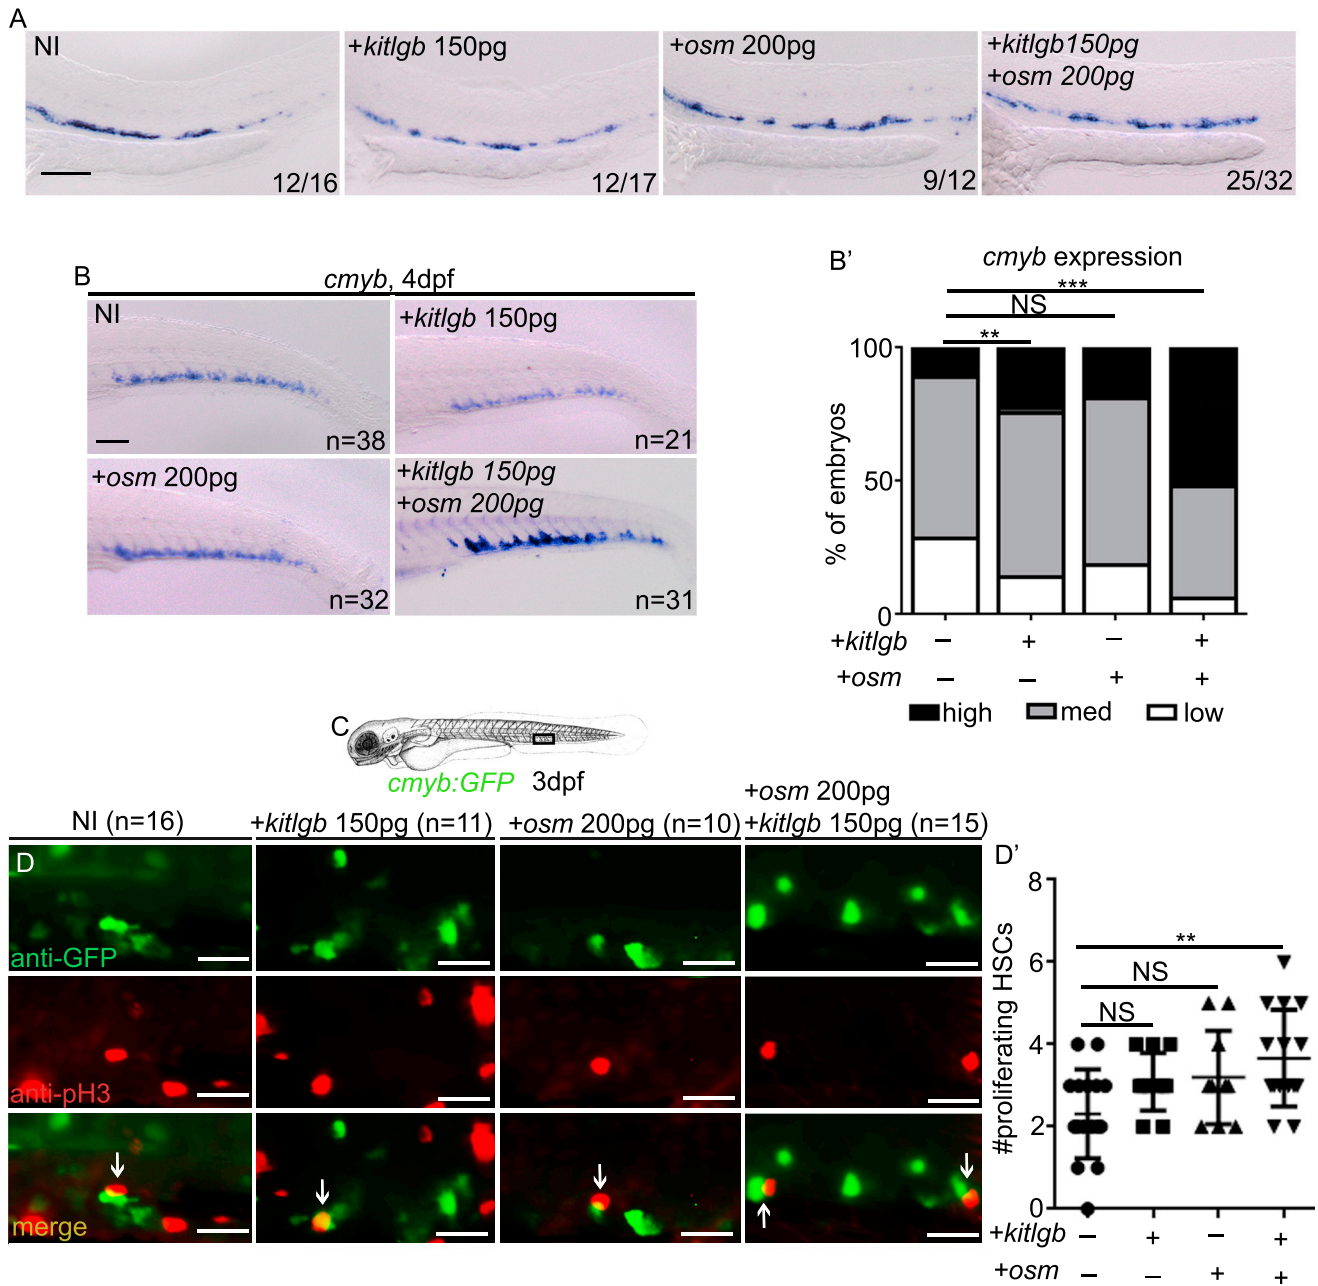 A
NI
+kitlgb 150pg
+osm 200pg
+kitlgb150pg
+osm 200pg
12/16
12/17
9/12
25/32
B
cmyb, 4dpf
NI
+kitlgb 150pg
n=38
n=21
+osm 200pg
+kitlgb 150pg
+osm 200pg
n=32
n=31
B’
cmyb expression
***
NS
**
100
50
0
% of embryos
+kitlgb – + – +
+osm – – + +
high med low
C
cmyb:GFP 3dpf
NI (n=16)
+kitlgb 150pg (n=11)
+osm 200pg (n=10)
+osm 200pg
+kitlgb 150pg (n=15)
D
anti-GFP
anti-pH3
merge
D’
8
6
4
2
0
#proliferating HSCs
**
NS
NS
+kitlgb – + – +
+osm – – + +